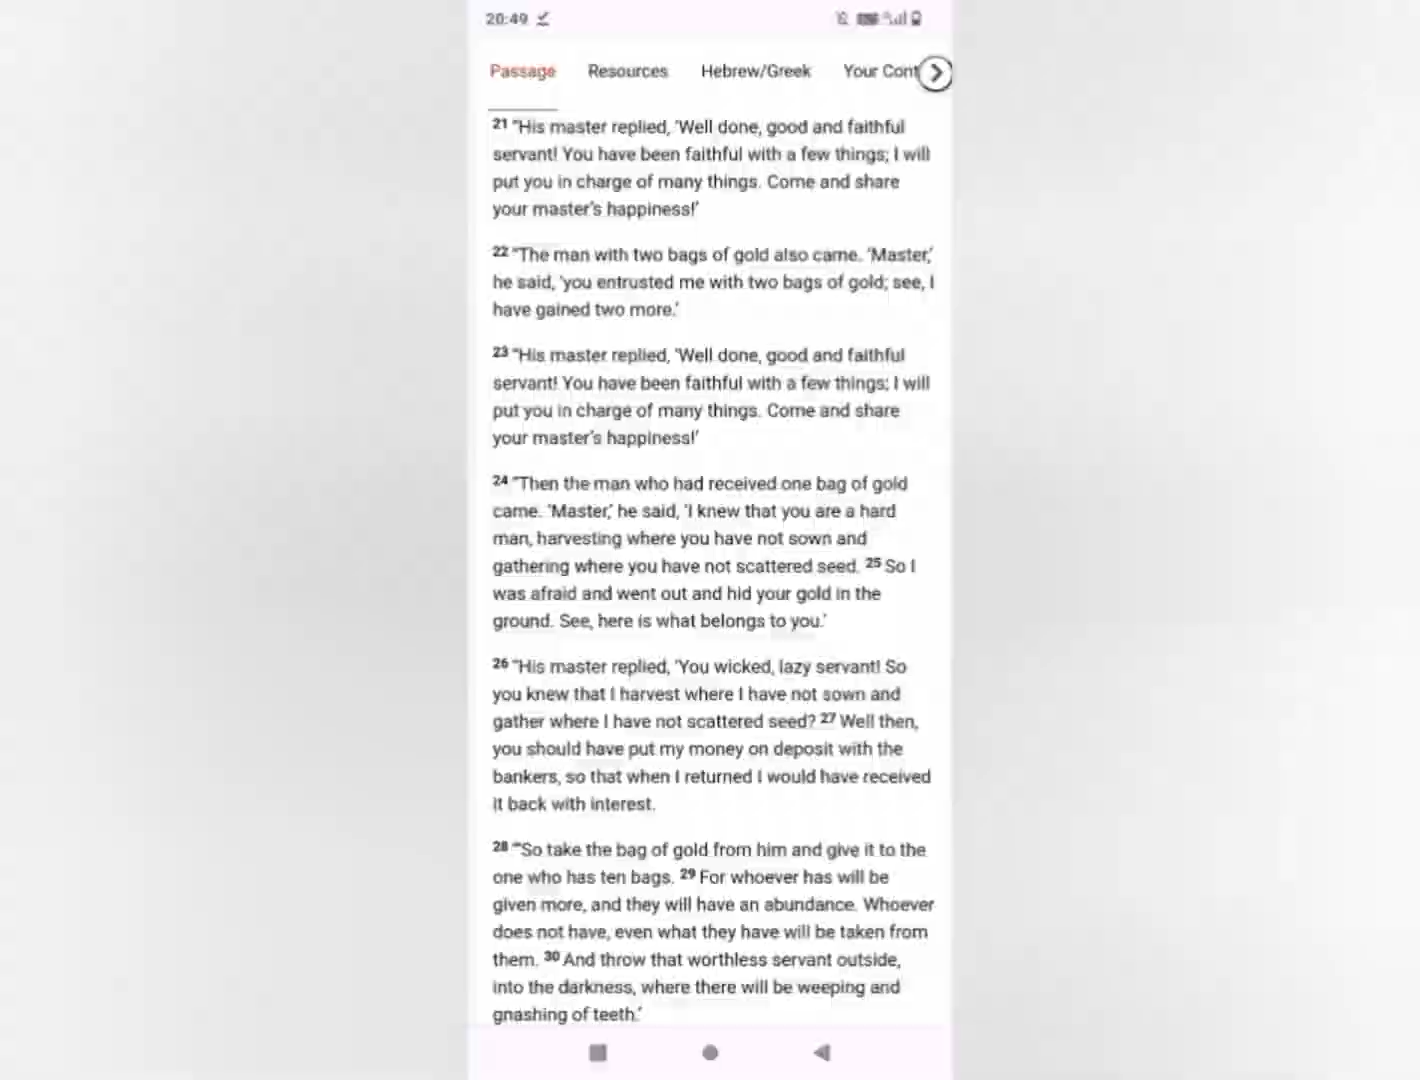 20:49
Passage Resources Hebrew/Greek Your Cont
21 "His master replied, 'Well done, good and faithful
servant! You have been faithful with a few things; I will
put you in charge of many things. Come and share
your master's happiness!'
22 "The man with two bags of gold also came. 'Master,'
he said, 'you entrusted me with two bags of gold; see, I
have gained two more.'
23 "His master replied, 'Well done, good and faithful
servant! You have been faithful with a few things; I will
put you in charge of many things. Come and share
your master's happiness!'
24 "Then the man who had received one bag of gold
came. 'Master,' he said, 'I knew that you are a hard
man, harvesting where you have not sown and
gathering where you have not scattered seed. 25 So I
was afraid and went out and hid your gold in the
ground. See, here is what belongs to you.'
26 "His master replied, 'You wicked, lazy servant! So
you knew that I harvest where I have not sown and
gather where I have not scattered seed? 27 Well then,
you should have put my money on deposit with the
bankers, so that when I returned I would have received
it back with interest.
28 "'So take the bag of gold from him and give it to the
one who has ten bags. 29 For whoever has will be
given more, and they will have an abundance. Whoever
does not have, even what they have will be taken from
them. 30 And throw that worthless servant outside,
into the darkness, where there will be weeping and
gnashing of teeth.'